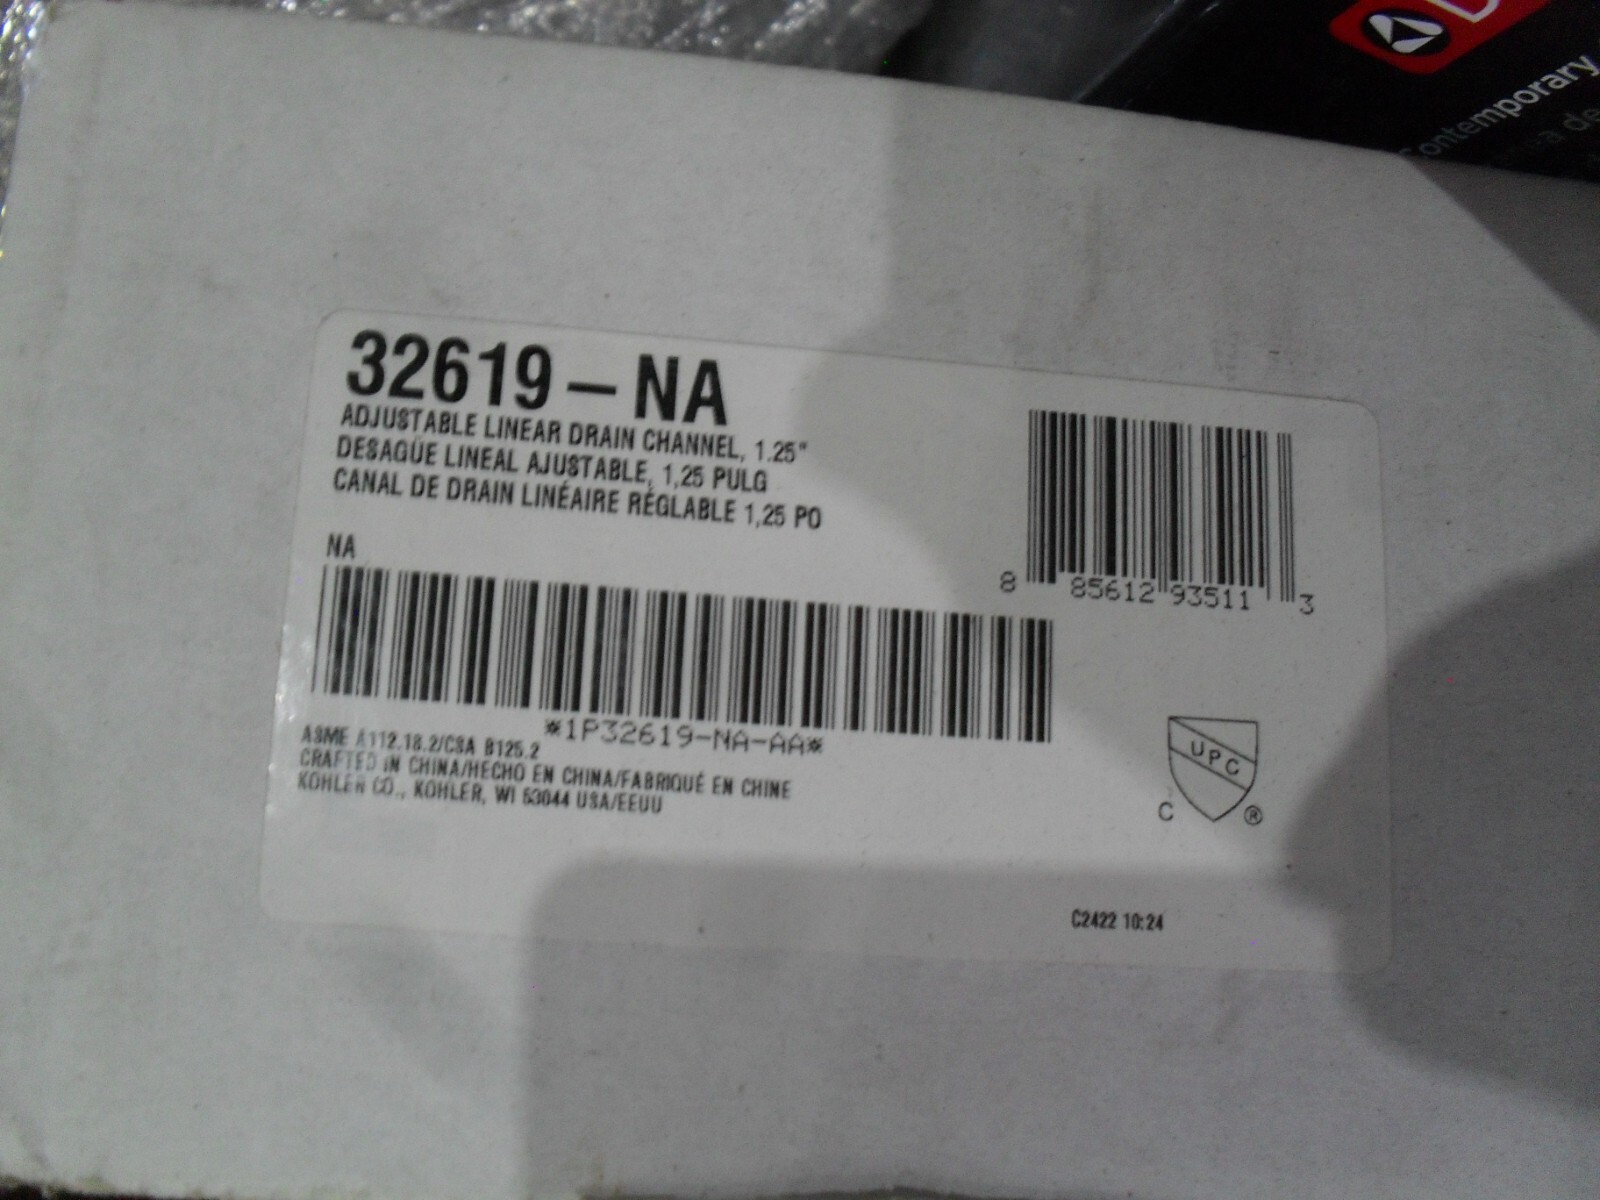 Contemporary
32619-NA
ADJUSTABLE LINEAR DRAIN CHANNEL, 1.25"
DESAGÜE LINEAL AJUSTABLE, 1,25 PULG
CANAL DE DRAIN LINÉAIRE RÉGLABLE 1,25 PO
NA
8 85612 93511 3
*1P32619-NA-AA*
ASME A112.18.2/CSA B125.2
CRAFTED IN CHINA/HECHO EN CHINA/FABRIQUÉ EN CHINE
KOHLER CO., KOHLER, WI 53044 USA/EEUU
UPC
C ®
C2422 10:24